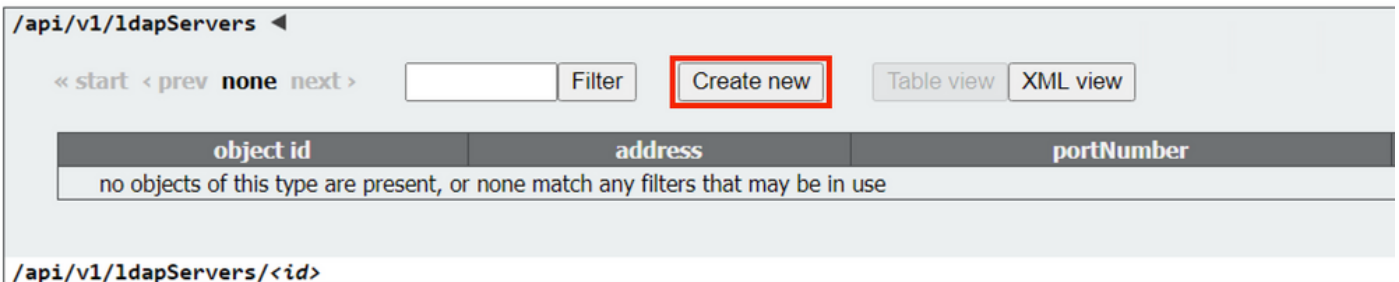 /api/v1/ldapServers ◄
« start < prev none next > Filter Create new Table view XML view
object id address portNumber
no objects of this type are present, or none match any filters that may be in use
/api/v1/ldapServers/<id>